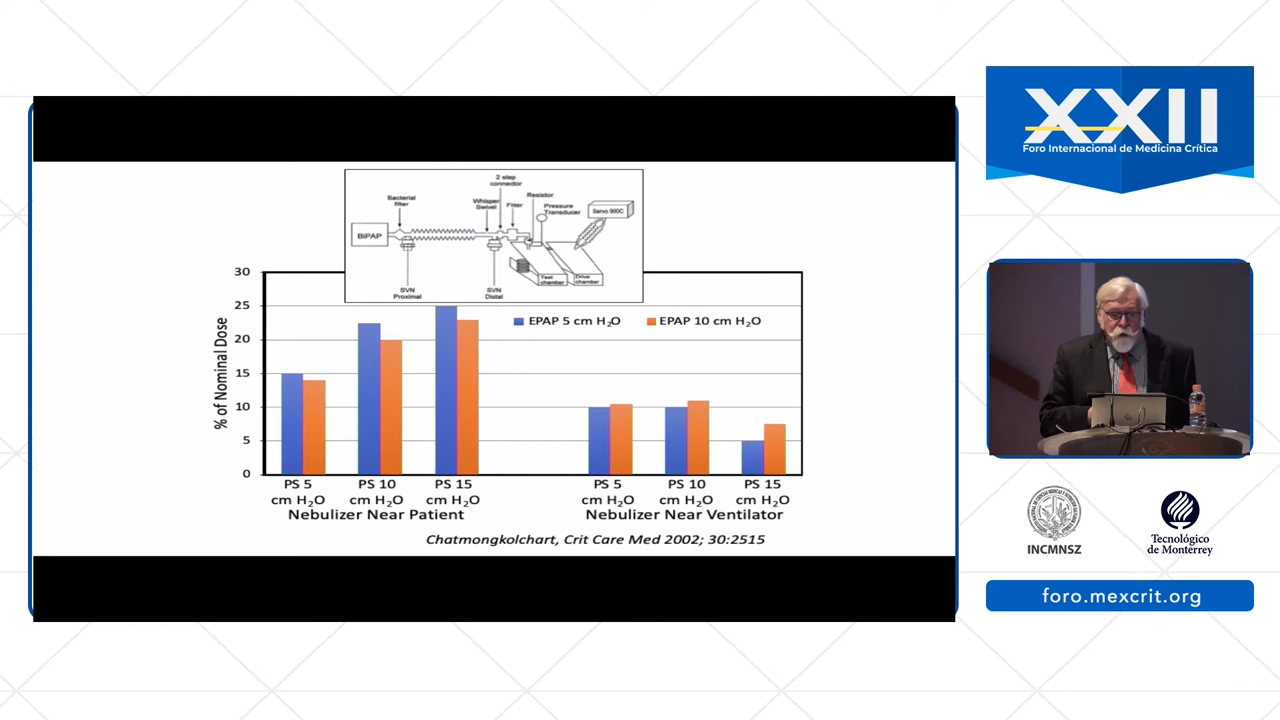 2 step
connector
Bacterial
filter
Whisper
Swivel
Filter
Resistor
Pressure
Transducer
Servo 900C
BiPAP
Test
chamber
Drive
chamber
SVN
Proximal
SVN
Distal
30
25
20
15
10
5
0
% of Nominal Dose
EPAP 5 cm H₂O
EPAP 10 cm H₂O
PS 5
cm H₂O
PS 10
cm H₂O
PS 15
cm H₂O
Nebulizer Near Patient
PS 5
cm H₂O
PS 10
cm H₂O
PS 15
cm H₂O
Nebulizer Near Ventilator
Chatmongkolchart, Crit Care Med 2002; 30:2515
XXII
Foro Internacional de Medicina Crítica
INCMNSZ
Tecnológico
de Monterrey
foro.mexcrit.org